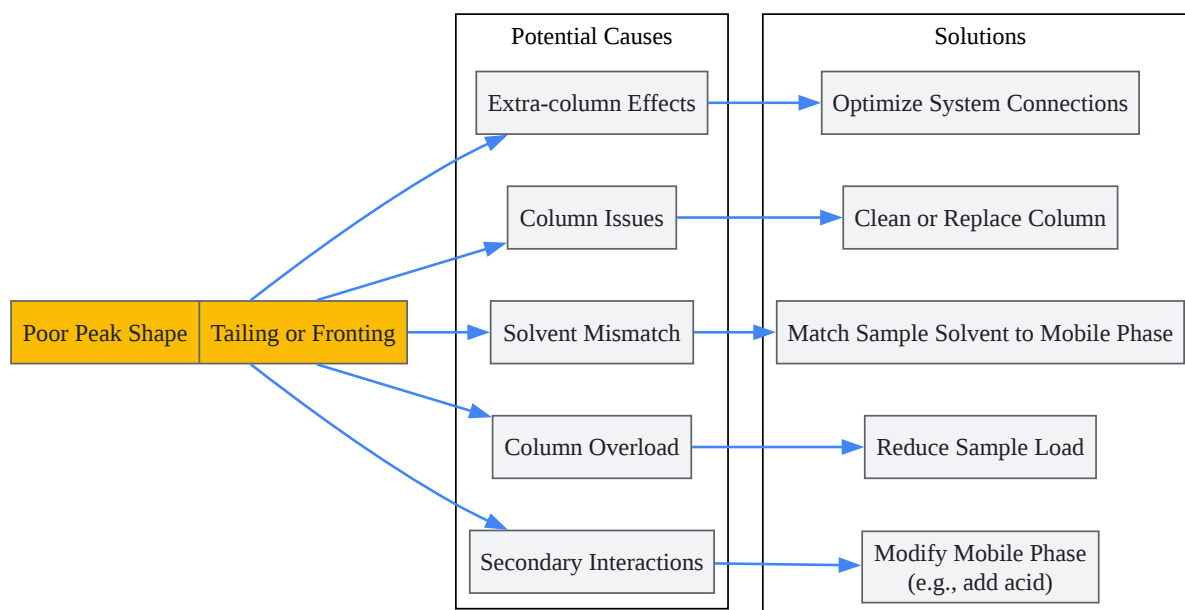 Potential Causes
Solutions
Extra-column Effects
Optimize System Connections
Column Issues
Clean or Replace Column
Poor Peak Shape
Tailing or Fronting
Solvent Mismatch
Match Sample Solvent to Mobile Phase
Column Overload
Reduce Sample Load
Secondary Interactions
Modify Mobile Phase
(e.g., add acid)